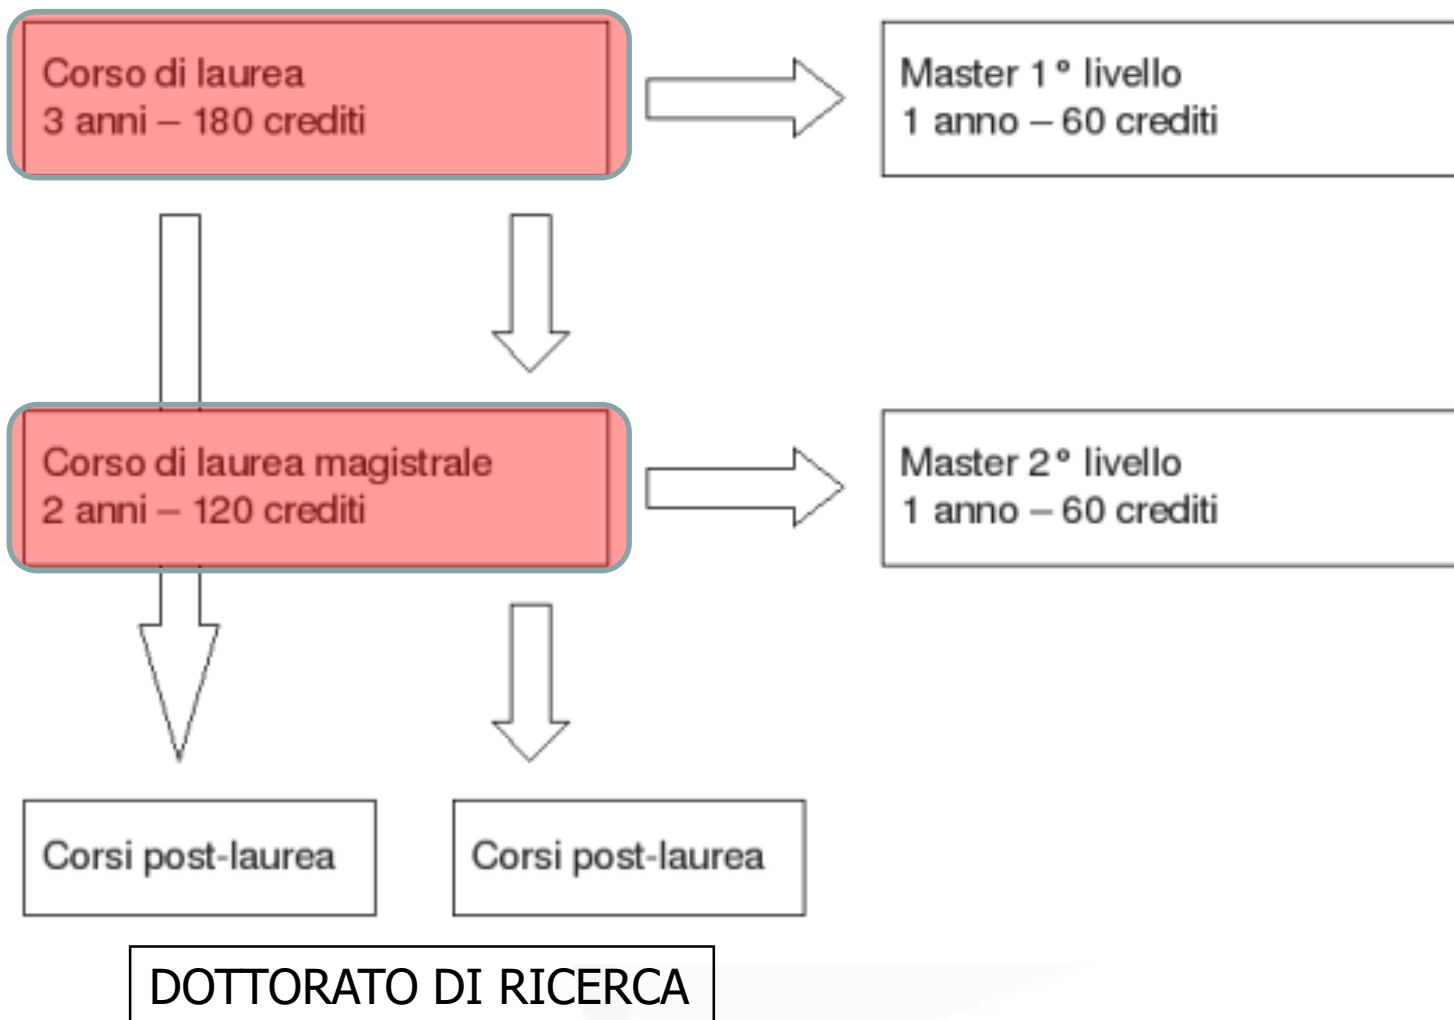 Corso di laurea
3 anni – 180 crediti
Master 1° livello
1 anno – 60 crediti
Corso di laurea magistrale
2 anni – 120 crediti
Master 2° livello
1 anno – 60 crediti
Corsi post-laurea
Corsi post-laurea
DOTTORATO DI RICERCA